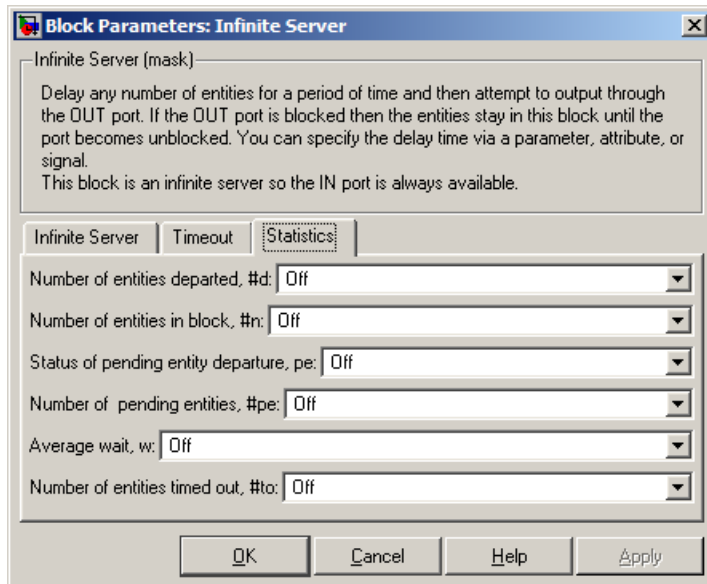 Block Parameters: Infinite Server
Infinite Server (mask)
Delay any number of entities for a period of time and then attempt to output through
the OUT port. If the OUT port is blocked then the entities stay in this block until the
port becomes unblocked. You can specify the delay time via a parameter, attribute, or
signal.
This block is an infinite server so the IN port is always available.
Infinite Server Timeout Statistics
Number of entities departed, #d: Off
Number of entities in block, #n: Off
Status of pending entity departure, pe: Off
Number of pending entities, #pe: Off
Average wait, w: Off
Number of entities timed out, #to: Off
OK Cancel Help Apply